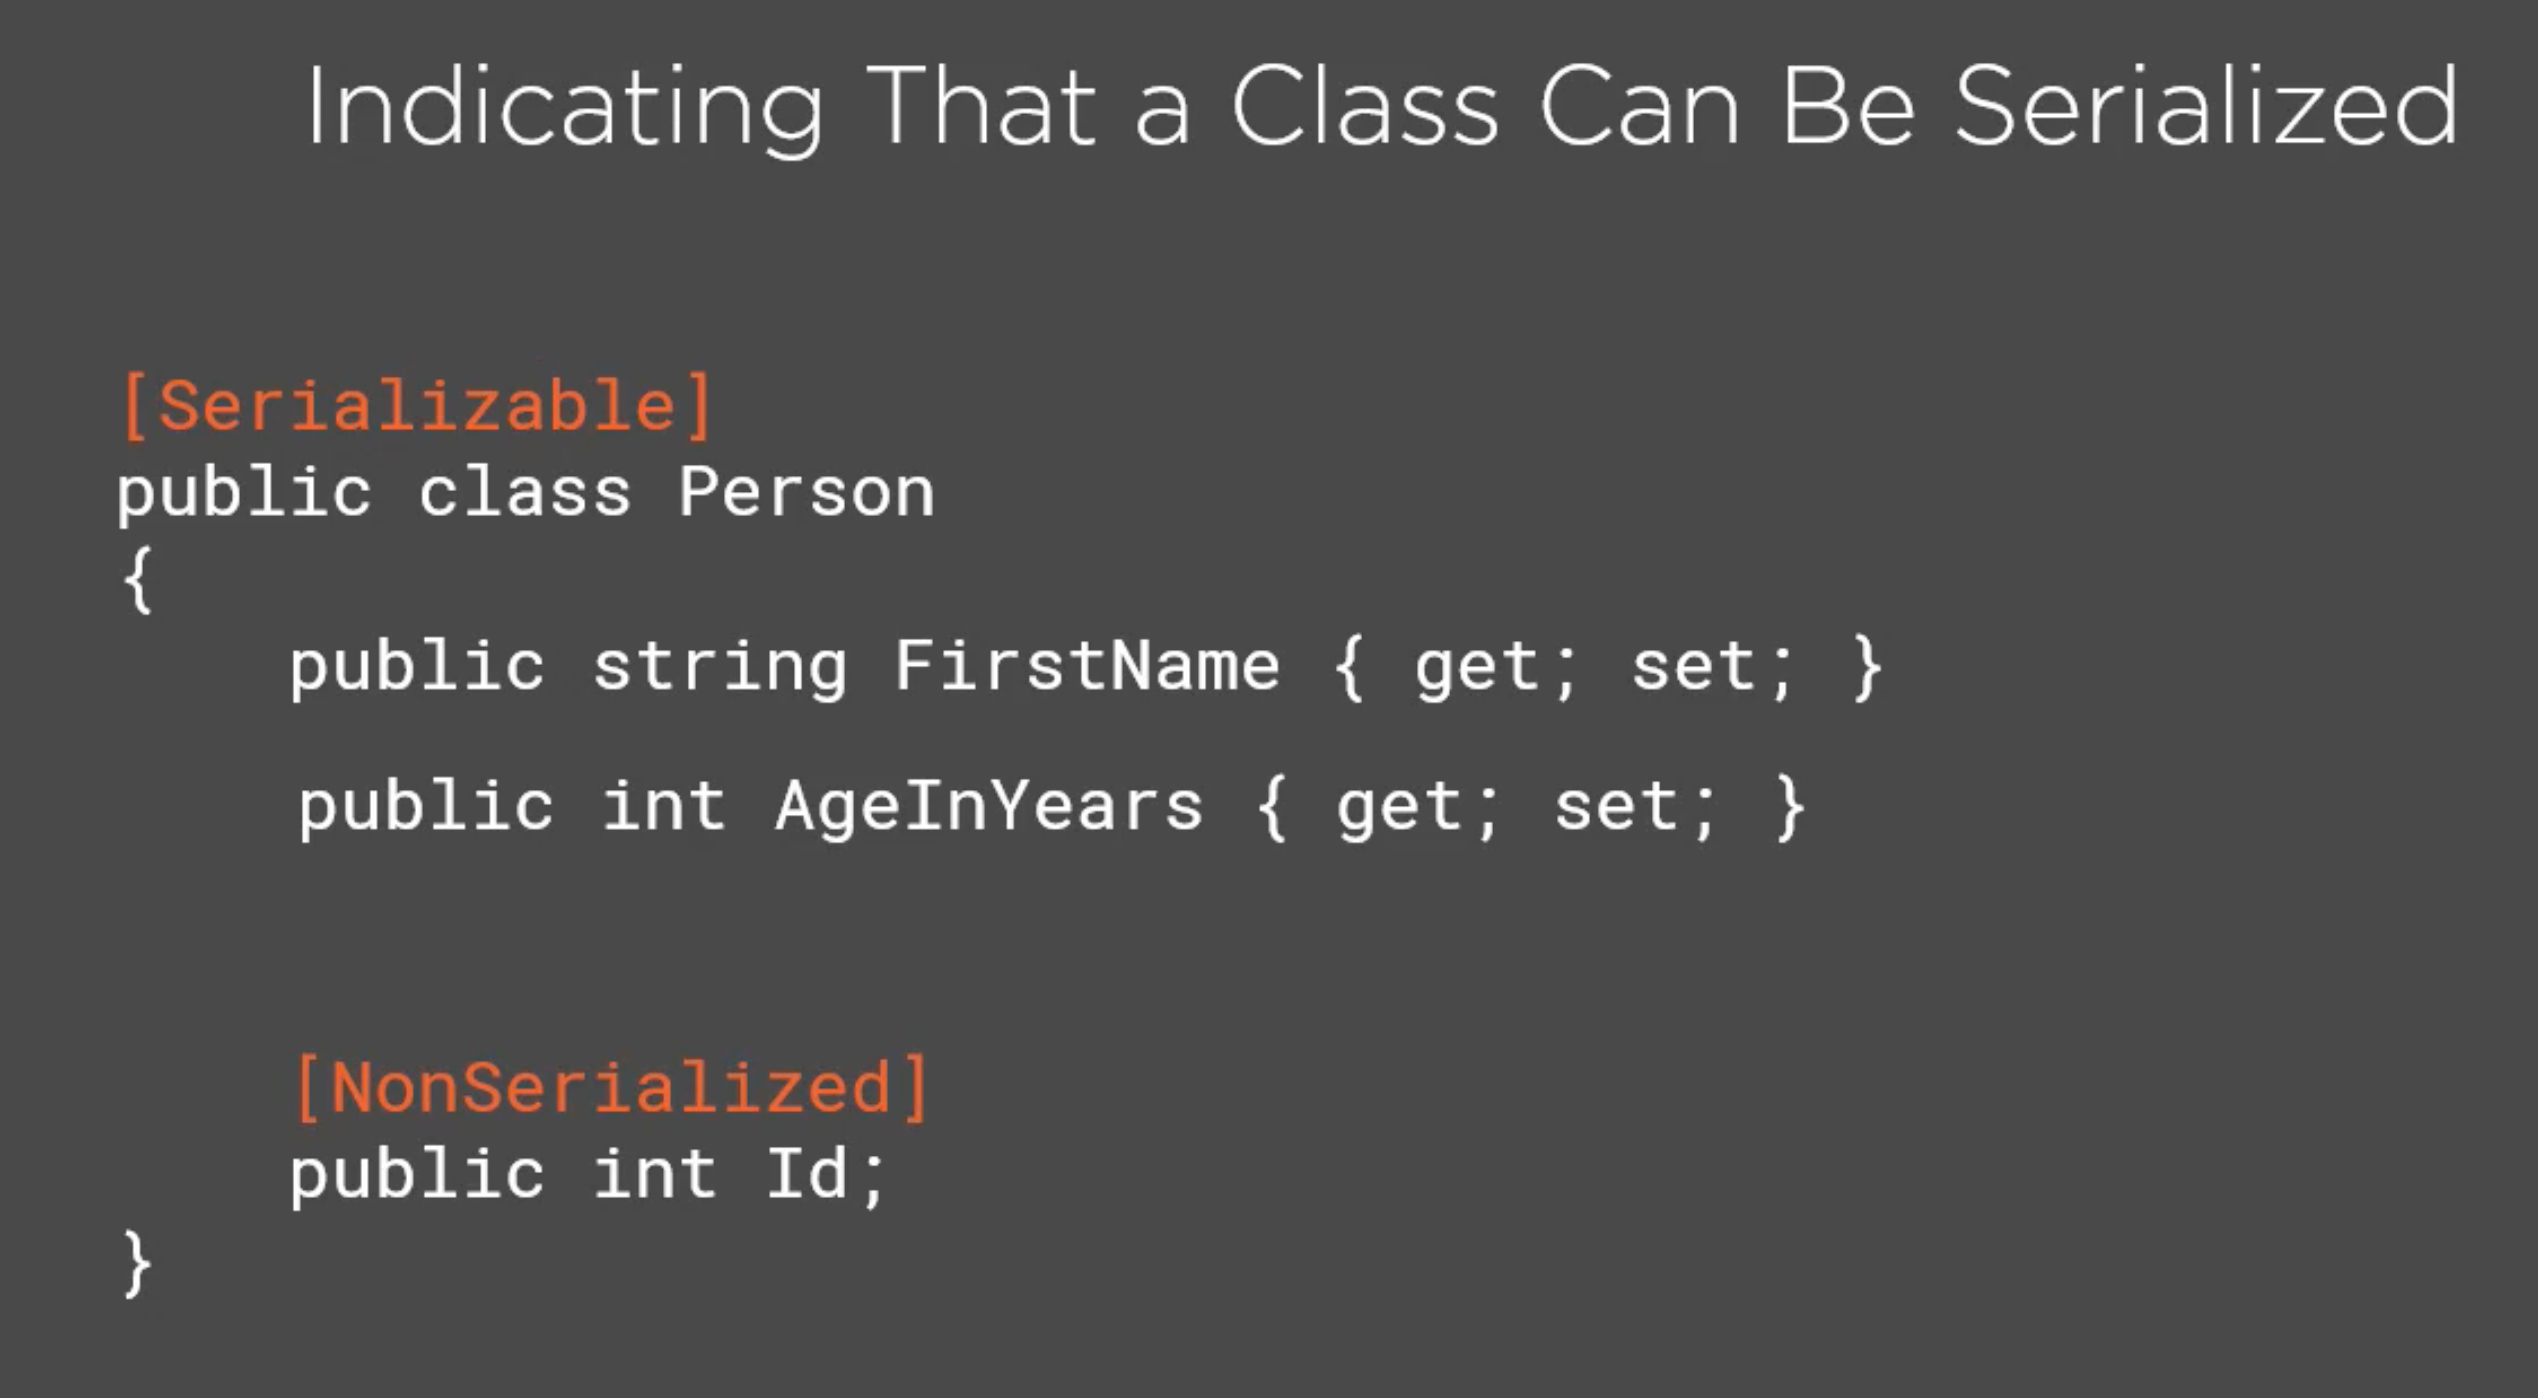 Indicating That a Class Can Be Serialized
[Serializable]
public class Person
{
public string FirstName { get; set; }
public int AgeInYears { get; set; }
[NonSerialized]
public int Id;
}